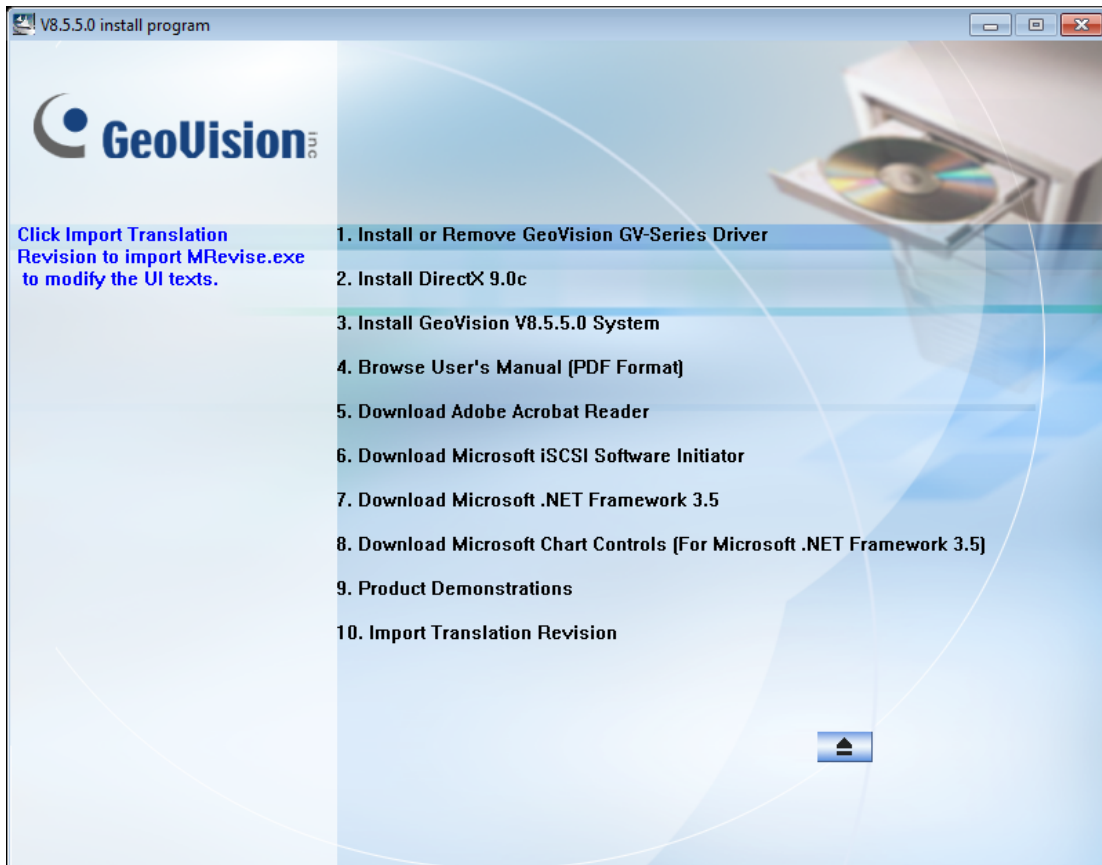 V8.5.5.0 install program
GeoVision inc
Click Import Translation
Revision to import MRevise.exe
to modify the UI texts.
1. Install or Remove GeoVision GV-Series Driver
2. Install DirectX 9.0c
3. Install GeoVision V8.5.5.0 System
4. Browse User's Manual (PDF Format)
5. Download Adobe Acrobat Reader
6. Download Microsoft iSCSI Software Initiator
7. Download Microsoft .NET Framework 3.5
8. Download Microsoft Chart Controls (For Microsoft .NET Framework 3.5)
9. Product Demonstrations
10. Import Translation Revision